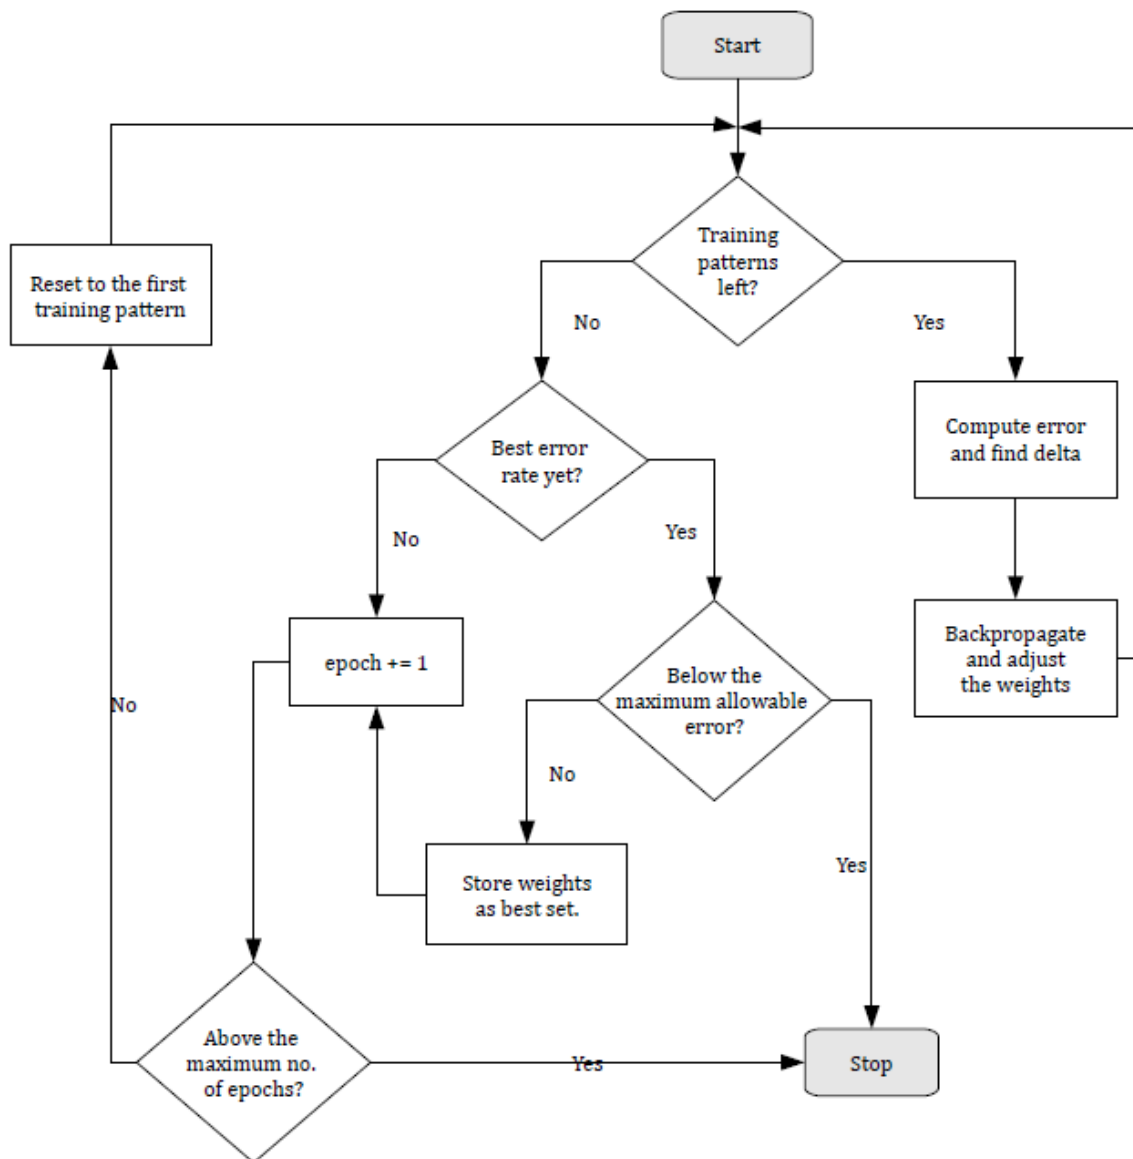 Start
Training
patterns
left?
No
Yes
Reset to the first
training pattern
Best error
rate yet?
Compute error
and find delta
No
Yes
epoch += 1
Backpropagate
and adjust
the weights
Below the
maximum allowable
error?
No
No
Yes
Store weights
as best set.
Above the
maximum no.
of epochs?
Yes
Stop